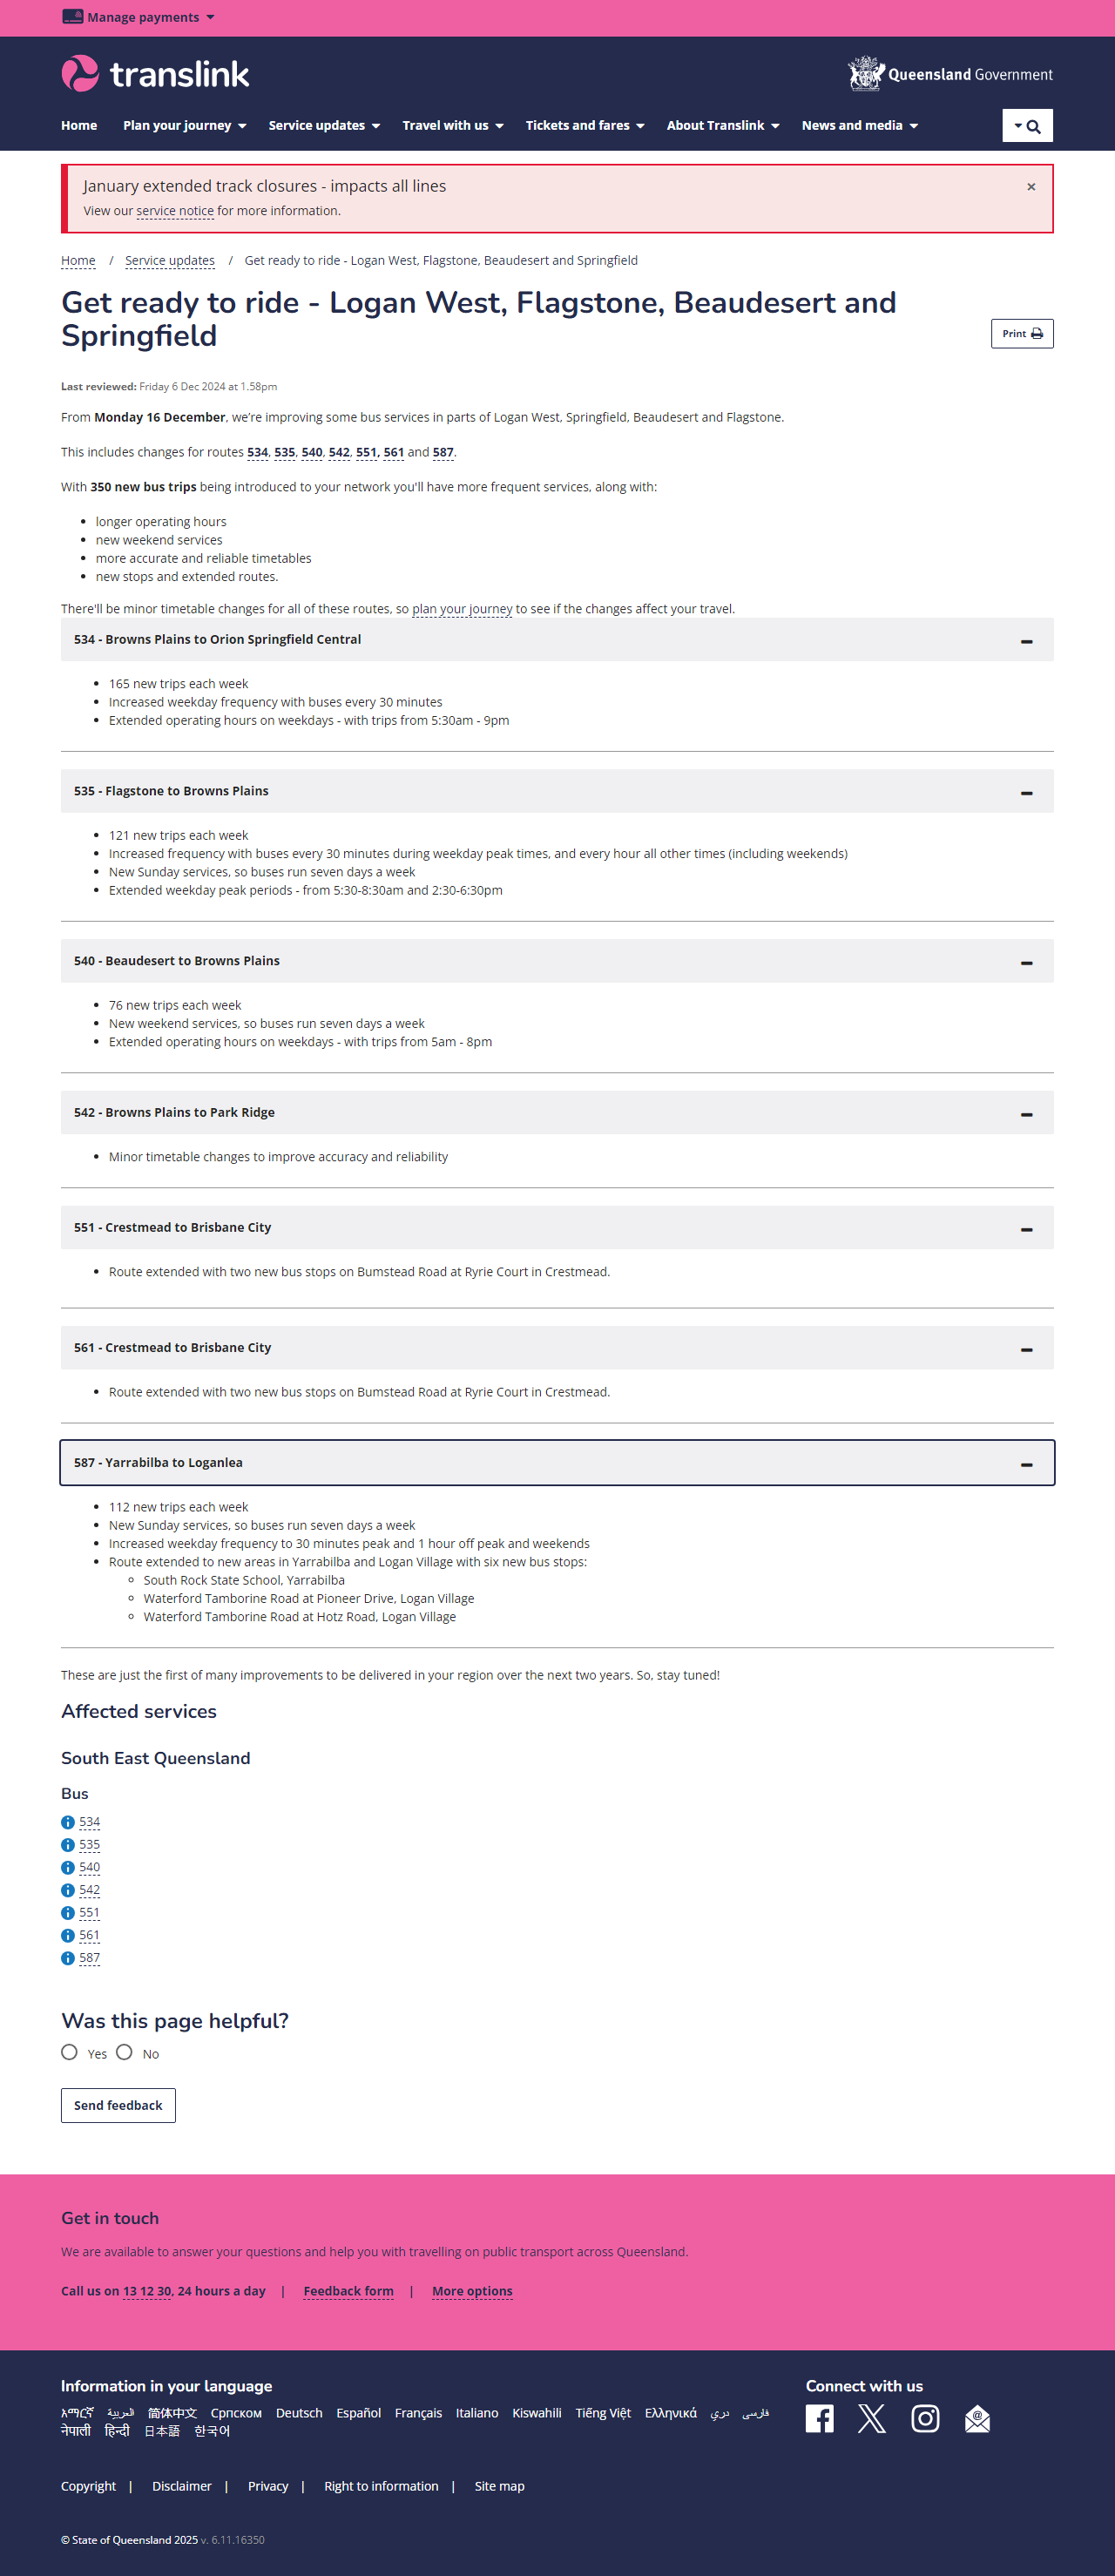 Manage payments
translink
Queensland Government
Home Plan your journey Service updates Travel with us Tickets and fares About Translink News and media
January extended track closures - impacts all lines ×
View our service notice for more information.
Home / Service updates / Get ready to ride - Logan West, Flagstone, Beaudesert and Springfield
Get ready to ride - Logan West, Flagstone, Beaudesert and
Springfield
Print
Last reviewed: Friday 6 Dec 2024 at 1.58pm
From Monday 16 December, we’re improving some bus services in parts of Logan West, Springfield, Beaudesert and Flagstone.
This includes changes for routes 534, 535, 540, 542, 551, 561 and 587.
With 350 new bus trips being introduced to your network you'll have more frequent services, along with:
• longer operating hours
• new weekend services
• more accurate and reliable timetables
• new stops and extended routes.
There'll be minor timetable changes for all of these routes, so plan your journey to see if the changes affect your travel.
534 - Browns Plains to Orion Springfield Central
• 165 new trips each week
• Increased weekday frequency with buses every 30 minutes
• Extended operating hours on weekdays - with trips from 5:30am - 9pm
535 - Flagstone to Browns Plains
• 121 new trips each week
• Increased frequency with buses every 30 minutes during weekday peak times, and every hour all other times (including weekends)
• New Sunday services, so buses run seven days a week
• Extended weekday peak periods - from 5:30-8:30am and 2:30-6:30pm
540 - Beaudesert to Browns Plains
• 76 new trips each week
• New weekend services, so buses run seven days a week
• Extended operating hours on weekdays - with trips from 5am - 8pm
542 - Browns Plains to Park Ridge
• Minor timetable changes to improve accuracy and reliability
551 - Crestmead to Brisbane City
• Route extended with two new bus stops on Bumstead Road at Ryrie Court in Crestmead.
561 - Crestmead to Brisbane City
• Route extended with two new bus stops on Bumstead Road at Ryrie Court in Crestmead.
587 - Yarrabilba to Loganlea
• 112 new trips each week
• New Sunday services, so buses run seven days a week
• Increased weekday frequency to 30 minutes peak and 1 hour off peak and weekends
• Route extended to new areas in Yarrabilba and Logan Village with six new bus stops:
◦ South Rock State School, Yarrabilba
◦ Waterford Tamborine Road at Pioneer Drive, Logan Village
◦ Waterford Tamborine Road at Hotz Road, Logan Village
These are just the first of many improvements to be delivered in your region over the next two years. So, stay tuned!
Affected services
South East Queensland
Bus
534
535
540
542
551
561
587
Was this page helpful?
Yes No
Send feedback
Get in touch
We are available to answer your questions and help you with travelling on public transport across Queensland.
Call us on 13 12 30, 24 hours a day | Feedback form | More options
Information in your language
አማርኛ العربية 简体中文 Српском Deutsch Español Français Italiano Kiswahili Tiếng Việt Ελληνικά دري فارسی
नेपाली हिन्दी 日本語 한국어
Connect with us
Copyright | Disclaimer | Privacy | Right to information | Site map
© State of Queensland 2025 v. 6.11.16350